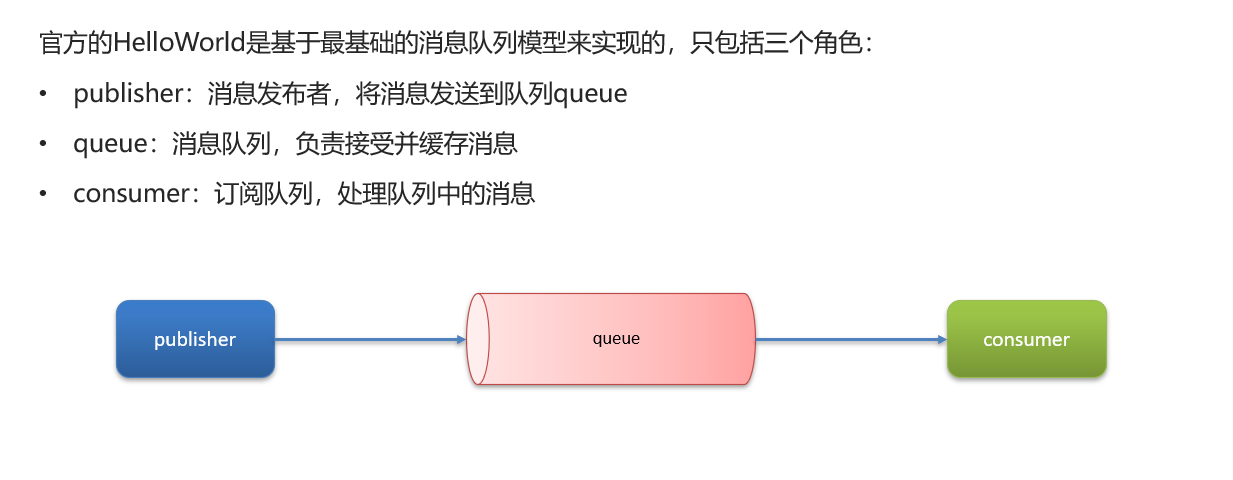 官方的HelloWorld是基于最基础的消息队列模型来实现的，只包括三个角色：
• publisher：消息发布者，将消息发送到队列queue
• queue：消息队列，负责接受并缓存消息
• consumer：订阅队列，处理队列中的消息
publisher
queue
consumer